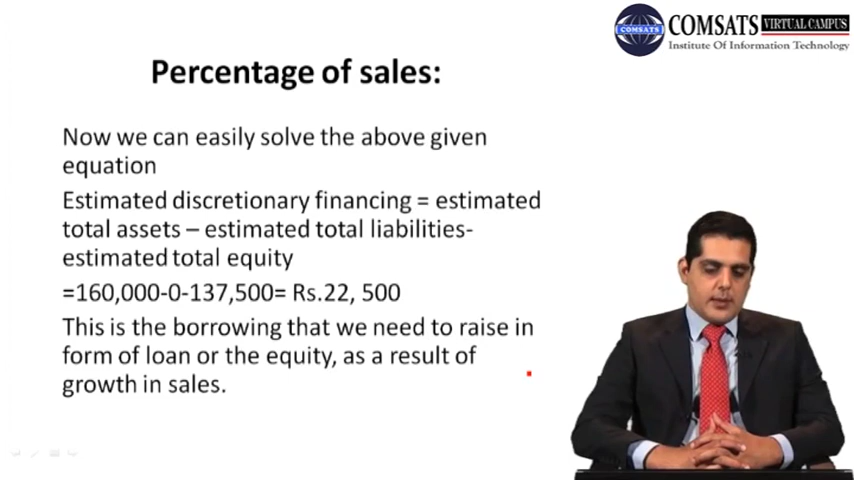 COMSATS VIRTUAL CAMPUS
Institute Of Information Technology
COMSATS
Percentage of sales:
Now we can easily solve the above given
equation
Estimated discretionary financing = estimated
total assets – estimated total liabilities-
estimated total equity
=160,000-0-137,500= Rs.22, 500
This is the borrowing that we need to raise in
form of loan or the equity, as a result of
growth in sales.